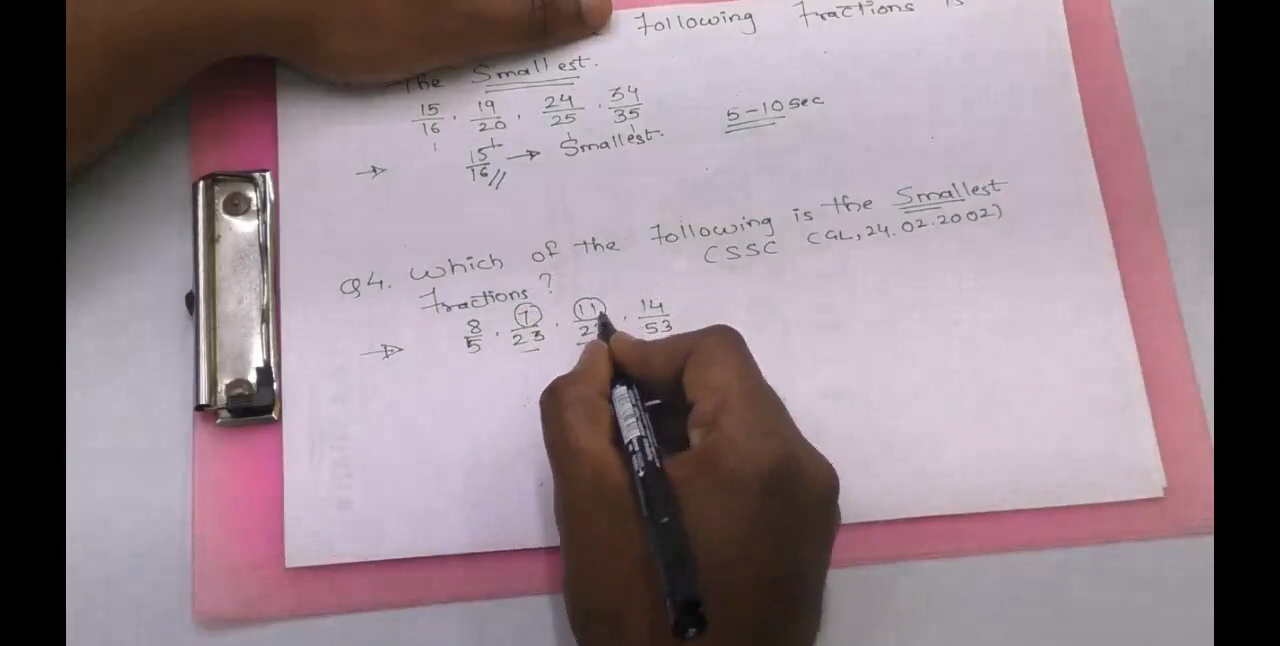 Following Fractions is
The Smallest.
15/16, 19/20, 24/25, 34/35
5-10 Sec
→ 15/16 // → Smallest.
Q4. Which of the Following is the Smallest
Fractions? (SSC CGL, 24.02.2002)
→ 8/5, 7/23, 11/2, 14/53